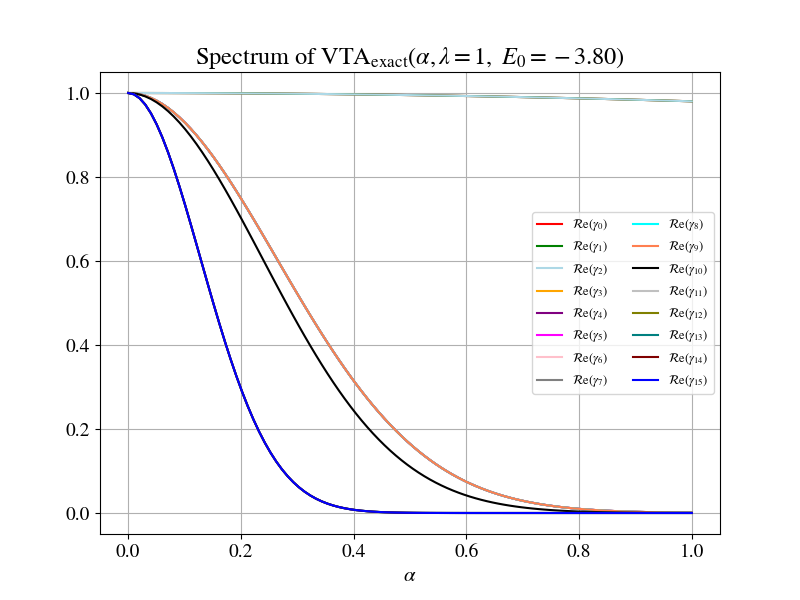 Spectrum of VTA_exact(α, λ = 1, E_0 = −3.80)
1.0
0.8
0.6
0.4
0.2
0.0
0.0 0.2 0.4 0.6 0.8 1.0
α
ℛe(γ_0)
ℛe(γ_1)
ℛe(γ_2)
ℛe(γ_3)
ℛe(γ_4)
ℛe(γ_5)
ℛe(γ_6)
ℛe(γ_7)
ℛe(γ_8)
ℛe(γ_9)
ℛe(γ_10)
ℛe(γ_11)
ℛe(γ_12)
ℛe(γ_13)
ℛe(γ_14)
ℛe(γ_15)